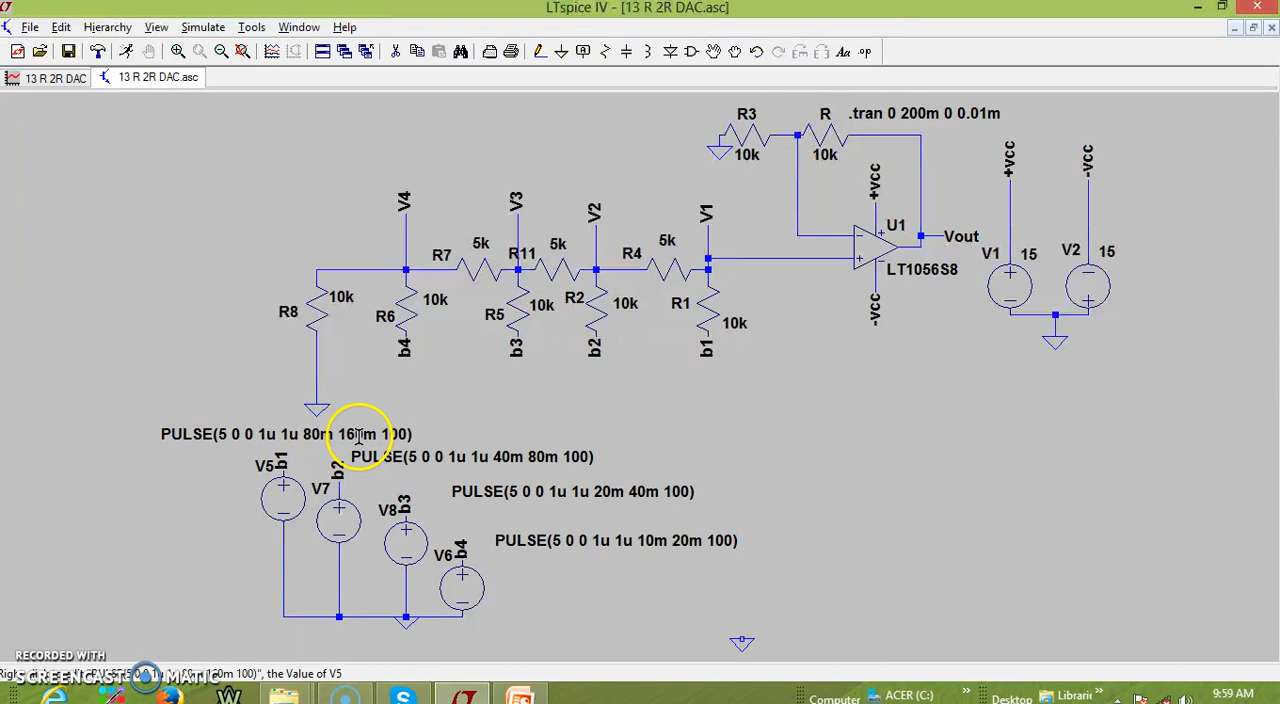 LTspice IV - [13 R 2R DAC.asc]
File Edit Hierarchy View Simulate Tools Window Help
13 R 2R DAC 13 R 2R DAC.asc
R3 R .tran 0 200m 0 0.01m
10k 10k
+vcc +vcc -vcc
V4 V3 V2 V1
U1 Vout
LT1056S8
-vcc
V1 15 V2 15
R7 5k R11 5k R4 5k
R8 10k R6 10k R5 10k R2 10k R1 10k
b4 b3 b2 b1
PULSE(5 0 0 1u 1u 80m 160m 100)
PULSE(5 0 0 1u 1u 40m 80m 100)
PULSE(5 0 0 1u 1u 20m 40m 100)
PULSE(5 0 0 1u 1u 10m 20m 100)
V5 b1 V7 b2 V8 b3 V6 b4
RECORDED WITH
SCREENCAST MATIC
100)", the Value of V5
Computer ACER (C:) » Desktop Librari » 9:59 AM